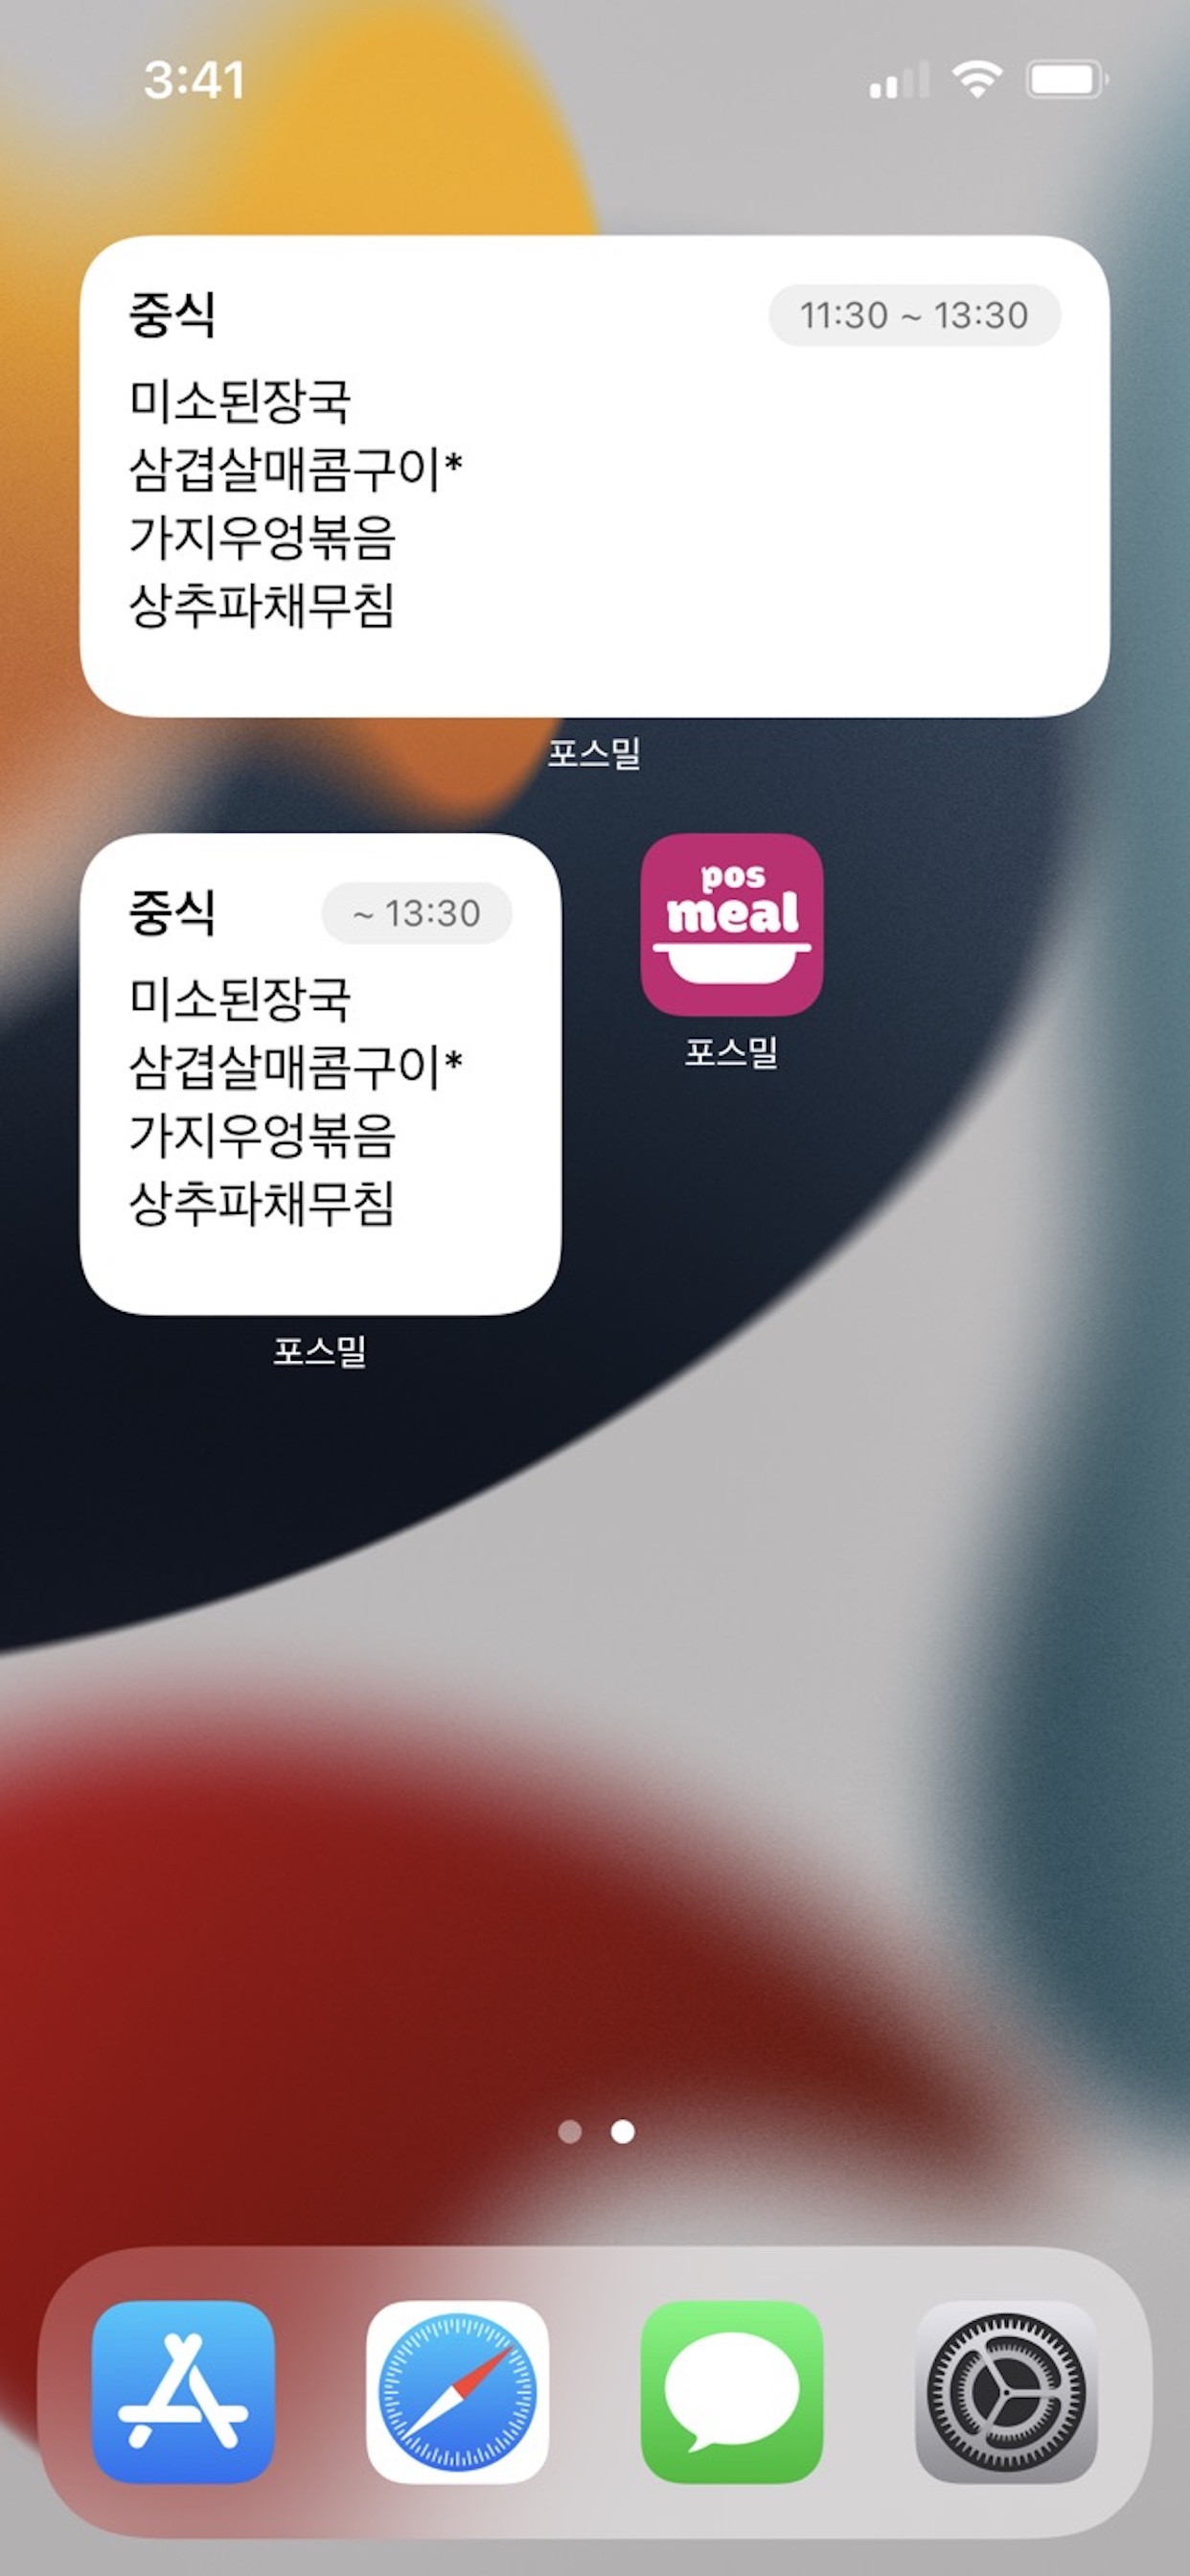 3:41
중식
11:30 ~ 13:30
미소된장국
삼겹살매콤구이*
가지우엉볶음
상추파채무침
포스밀
중식
~ 13:30
미소된장국
삼겹살매콤구이*
가지우엉볶음
상추파채무침
포스밀
pos
meal
포스밀